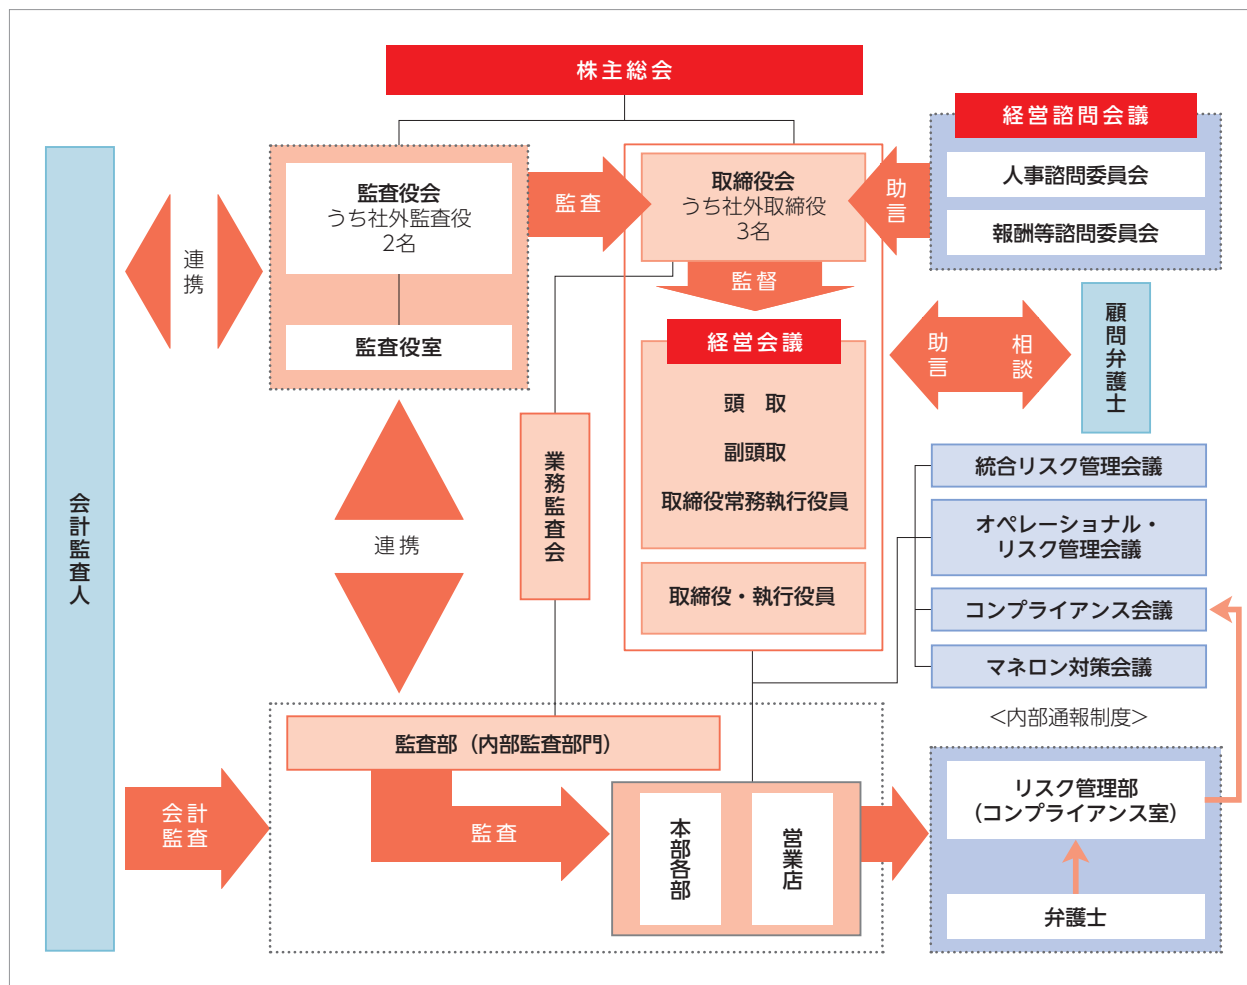 株主総会
経営諮問会議
人事諮問委員会
報酬等諮問委員会
監査役会
うち社外監査役
2名
監査役室
監査
取締役会
うち社外取締役
3名
助言
監督
連携
経営会議
頭　取
副頭取
取締役常務執行役員
取締役・執行役員
助言
相談
顧問弁護士
会計監査人
連携
業務監査会
統合リスク管理会議
オペレーショナル・
リスク管理会議
コンプライアンス会議
マネロン対策会議
＜内部通報制度＞
監査部（内部監査部門）
会計
監査
監査
本部各部
営業店
リスク管理部
（コンプライアンス室）
弁護士